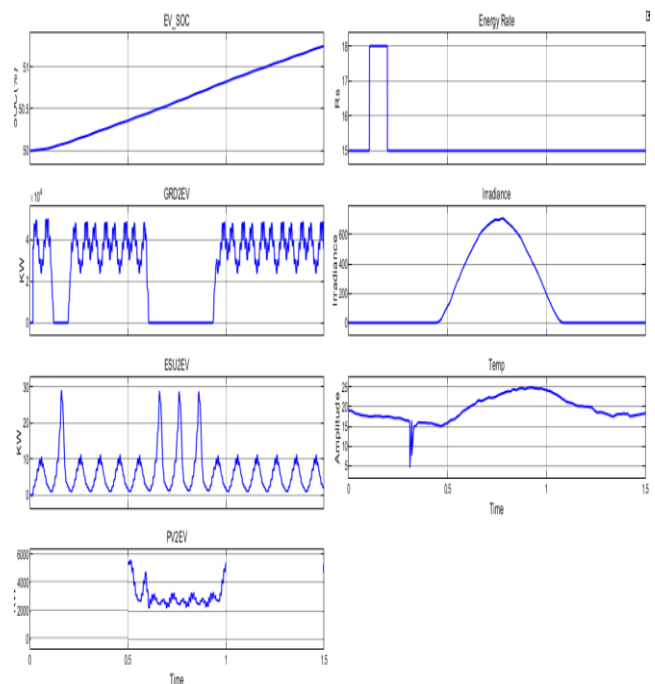 EV_SOC
SOC(%)
51
50.5
50
GRD2EV
×10⁴
KW
4
2
0
ESU2EV
KW
30
20
10
0
PV2EV
6000
4000
2000
0
0
0.5
1
1.5
Time
Energy Rate
Rs
18
17
16
15
Irradiance
Irradiance
600
400
200
0
Temp
Amplitude
25
20
15
10
5
0
0.5
1
1.5
Time